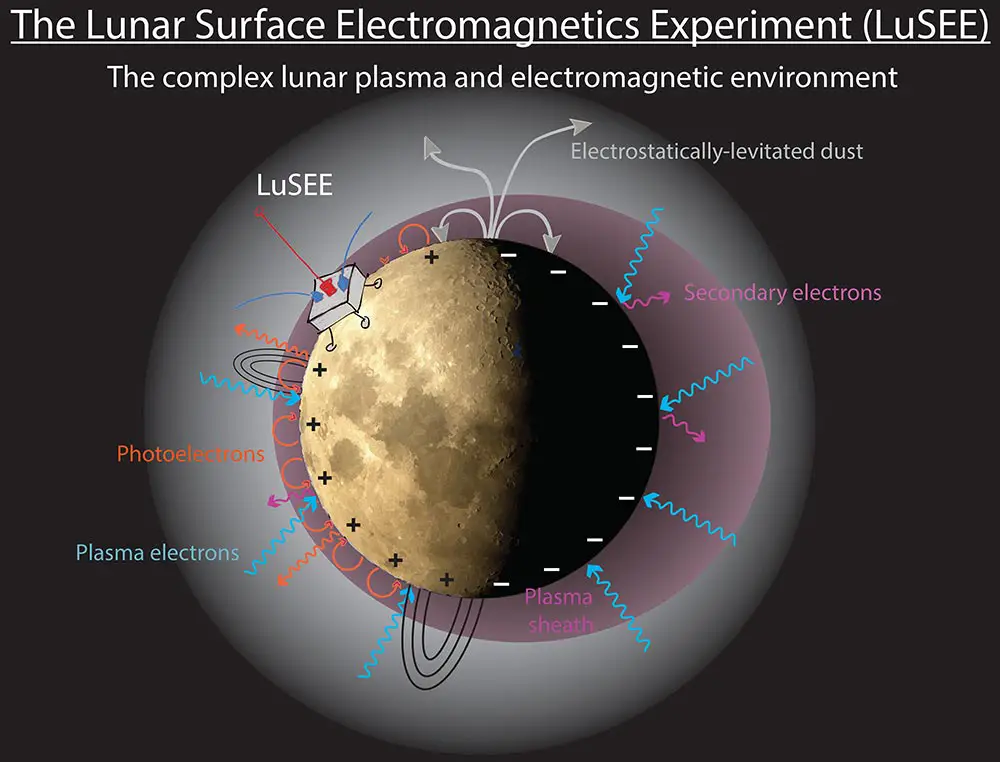 The Lunar Surface Electromagnetics Experiment (LuSEE)
The complex lunar plasma and electromagnetic environment
Electrostatically-levitated dust
LuSEE
Secondary electrons
Photoelectrons
Plasma electrons
Plasma
sheath